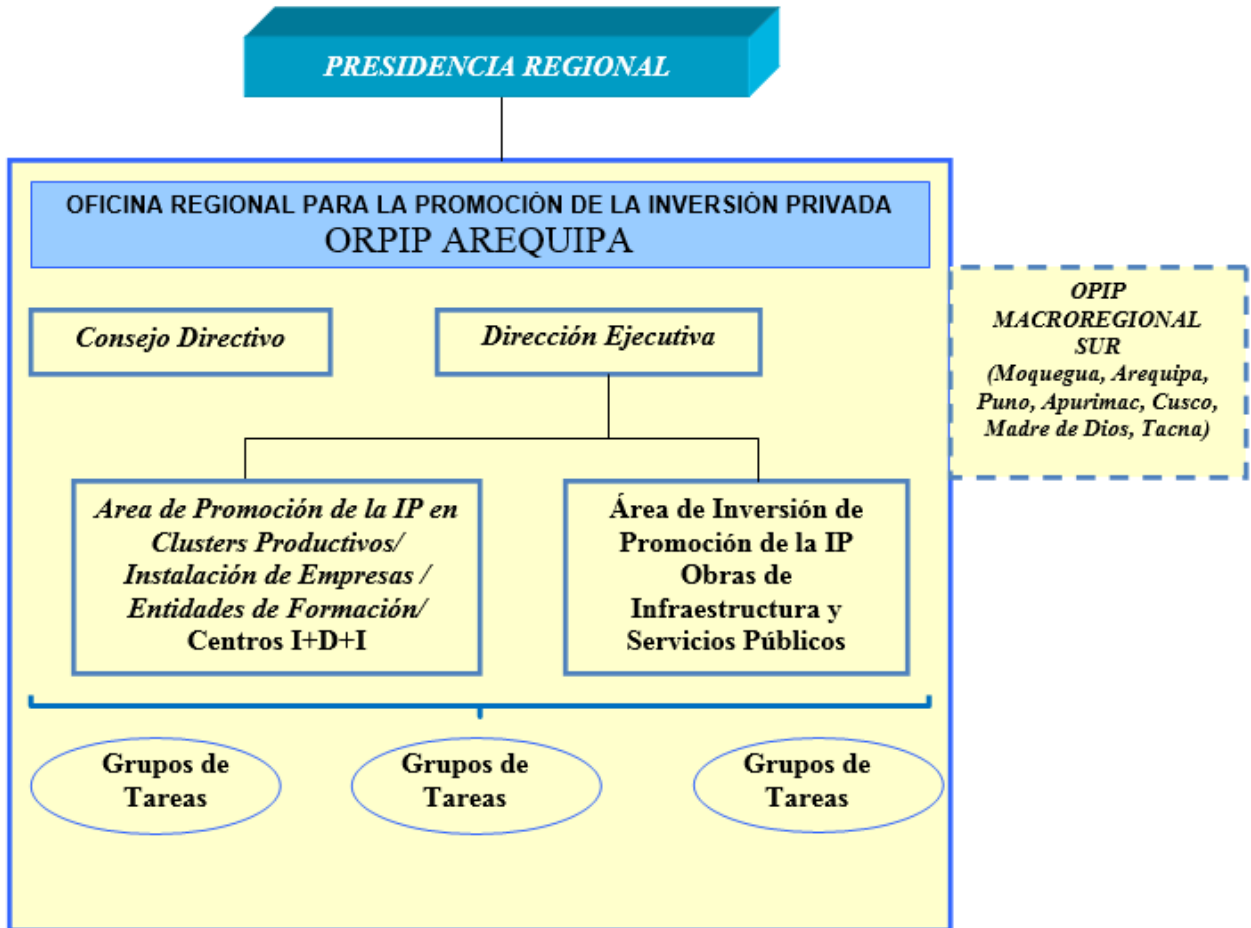 PRESIDENCIA REGIONAL
OFICINA REGIONAL PARA LA PROMOCIÓN DE LA INVERSIÓN PRIVADA
ORPIP AREQUIPA
OPIP
MACROREGIONAL
SUR
(Moquegua, Arequipa,
Puno, Apurimac, Cusco,
Madre de Dios, Tacna)
Consejo Directivo
Dirección Ejecutiva
Area de Promoción de la IP en
Clusters Productivos/
Instalación de Empresas /
Entidades de Formación/
Centros I+D+I
Área de Inversión de
Promoción de la IP
Obras de
Infraestructura y
Servicios Públicos
Grupos de
Tareas
Grupos de
Tareas
Grupos de
Tareas